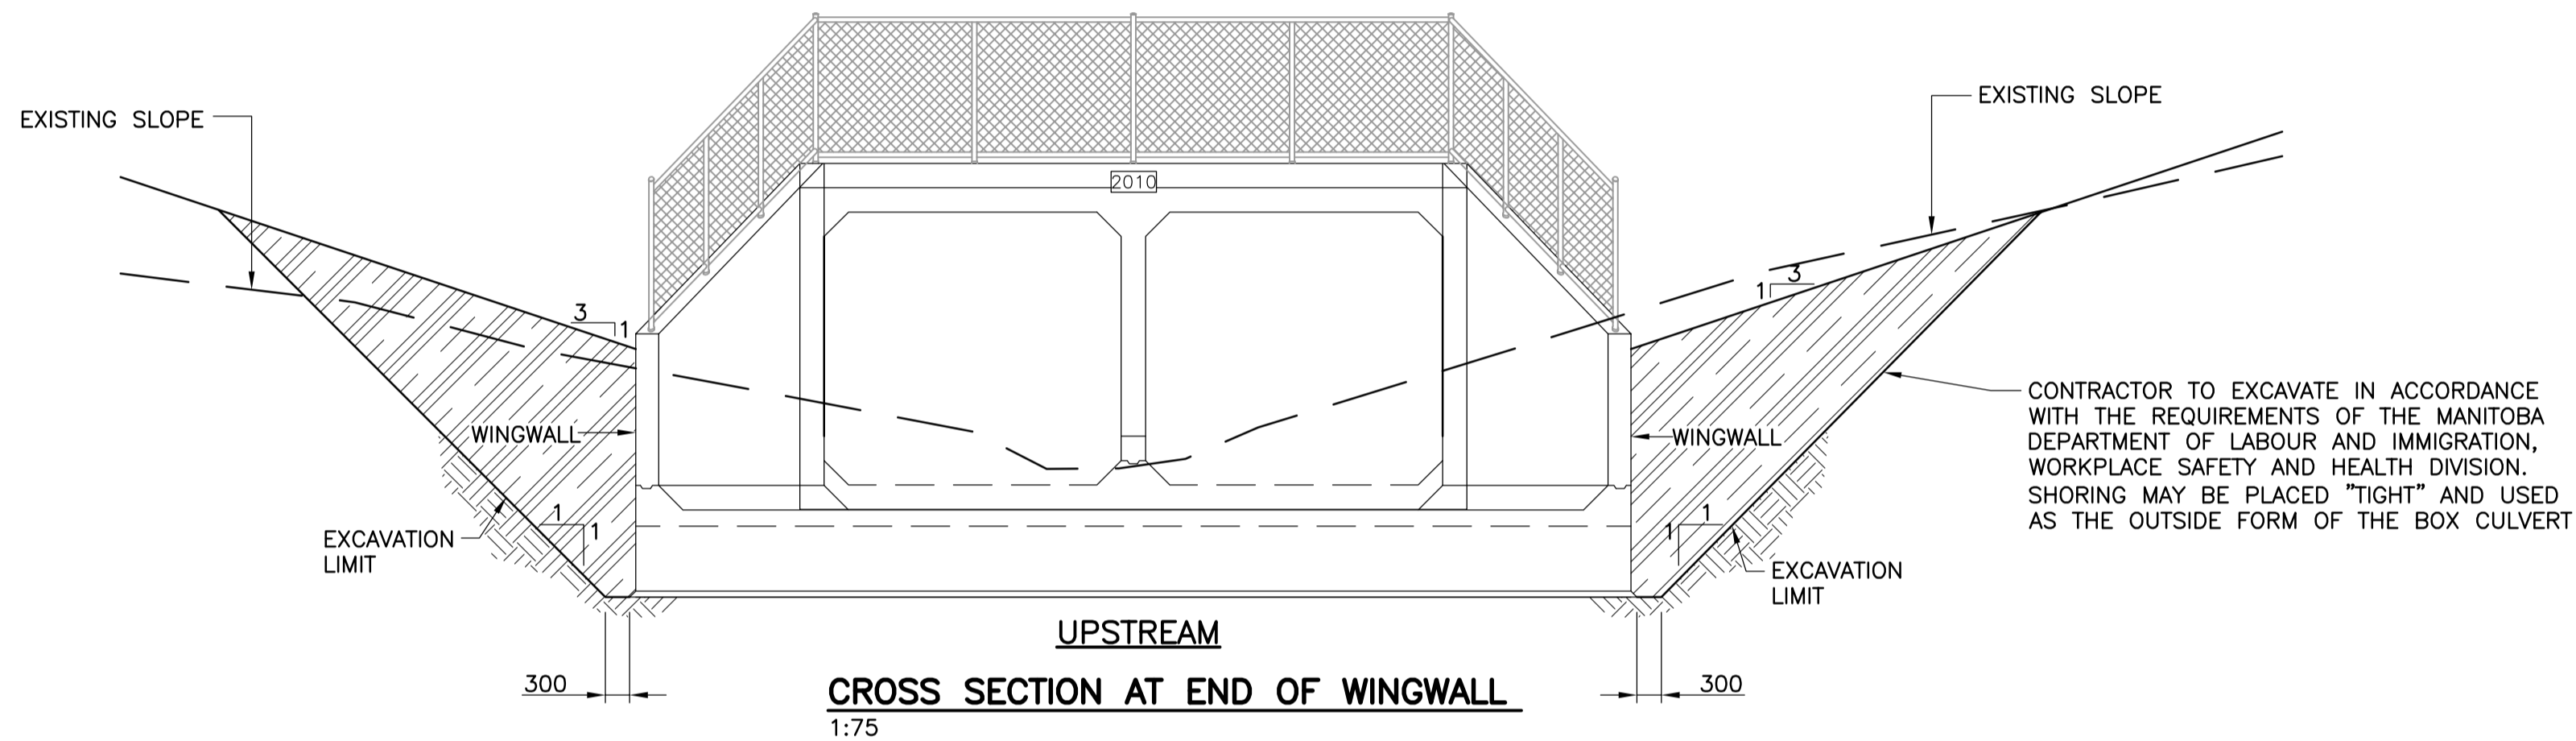 EXISTING SLOPE
EXISTING SLOPE
2010
3
1
1
3
WINGWALL
WINGWALL
CONTRACTOR TO EXCAVATE IN ACCORDANCE
WITH THE REQUIREMENTS OF THE MANITOBA
DEPARTMENT OF LABOUR AND IMMIGRATION,
WORKPLACE SAFETY AND HEALTH DIVISION.
SHORING MAY BE PLACED "TIGHT" AND USED
AS THE OUTSIDE FORM OF THE BOX CULVERT
EXCAVATION
LIMIT
1
1
1
1
EXCAVATION
LIMIT
UPSTREAM
300
CROSS SECTION AT END OF WINGWALL
1:75
300